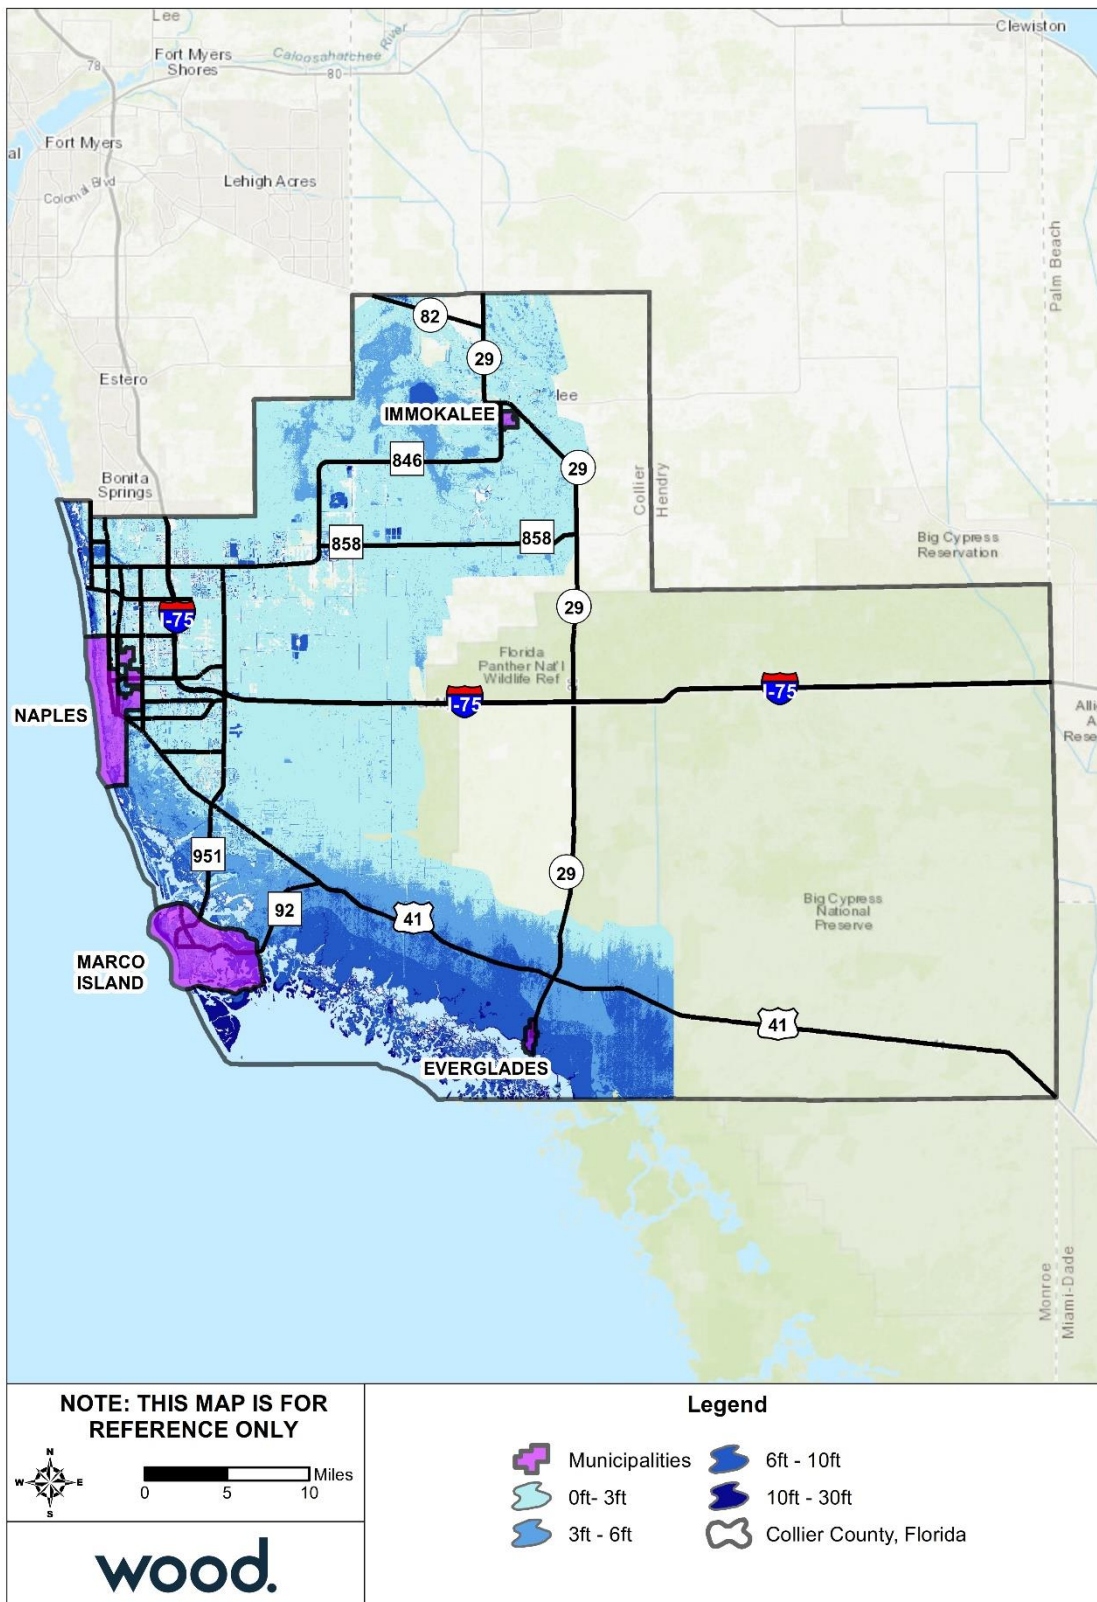 Lee
Clewiston
Fort Myers
Shores
Caloosahatchee
River
78
80
Fort Myers
al
Lehigh Acres
Colonial Blvd
Palm Beach
82
29
Estero
IMMOKALEE
lee
846
29
Collier
Hendry
Bonita
Springs
858
858
Big Cypress
Reservation
29
I-75
Florida
Panther Nat'l
Wildlife Ref
I-75
I-75
NAPLES
Alli
A
Rese
951
29
Big Cypress
National
Preserve
92
41
MARCO
ISLAND
41
EVERGLADES
Monroe
Miami-Dade
NOTE: THIS MAP IS FOR
REFERENCE ONLY
N
W E
S
Miles
0 5 10
wood.
Legend
Municipalities
0ft- 3ft
3ft - 6ft
6ft - 10ft
10ft - 30ft
Collier County, Florida